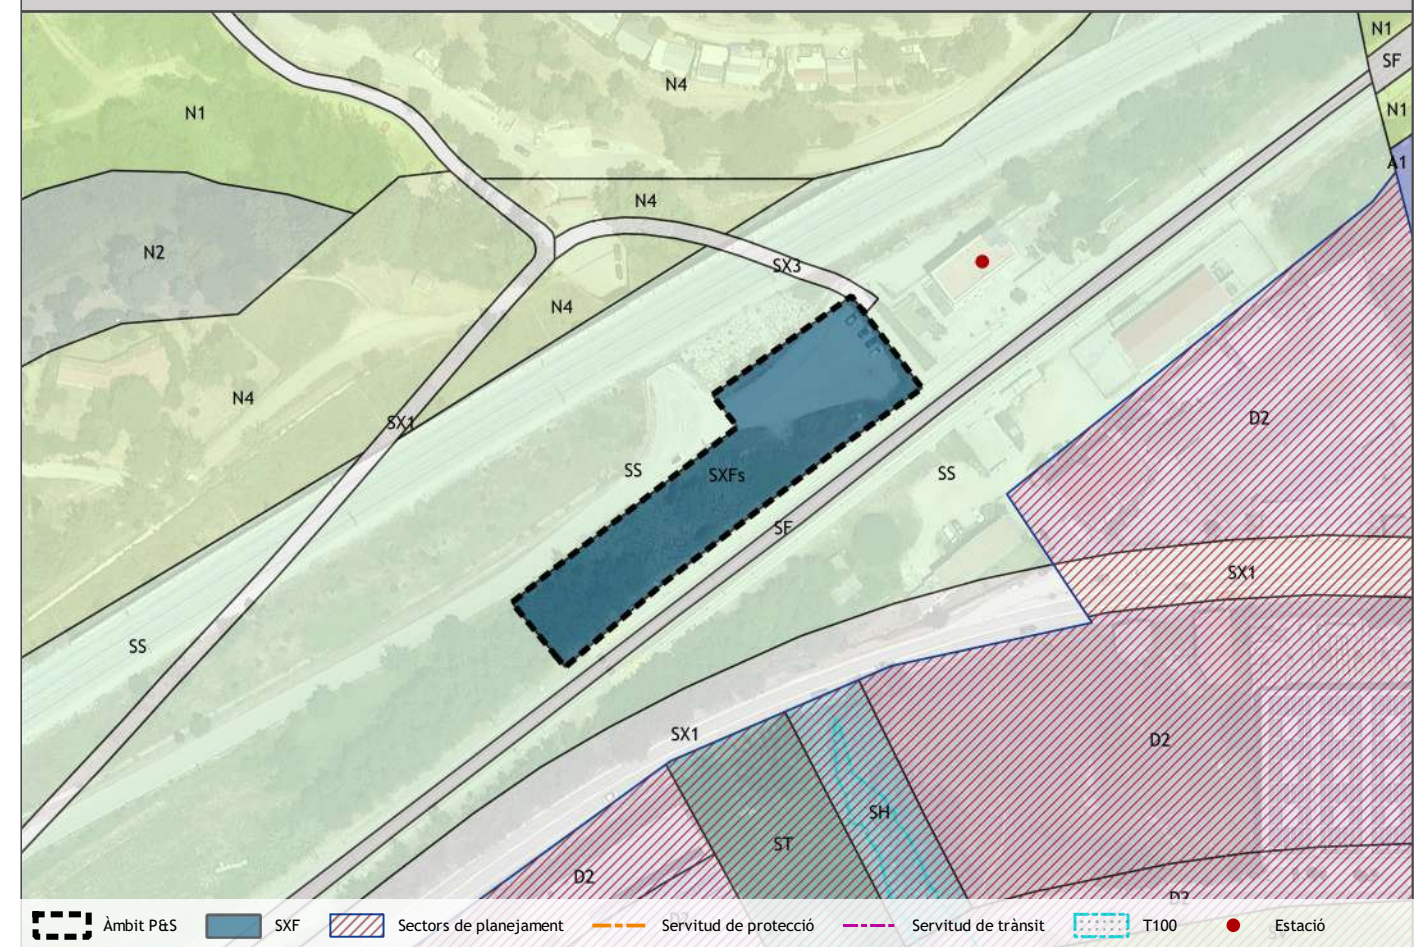 N1
SF
N1
A1
N4
N1
N4
N2
SX3
N4
N4
SX1
D2
SS
SXFs
SS
SF
SX1
SS
SX1
D2
SH
ST
D2
D2
Àmbit P&S
SXF
Sectors de planejament
Servitud de protecció
Servitud de trànsit
T100
Estació